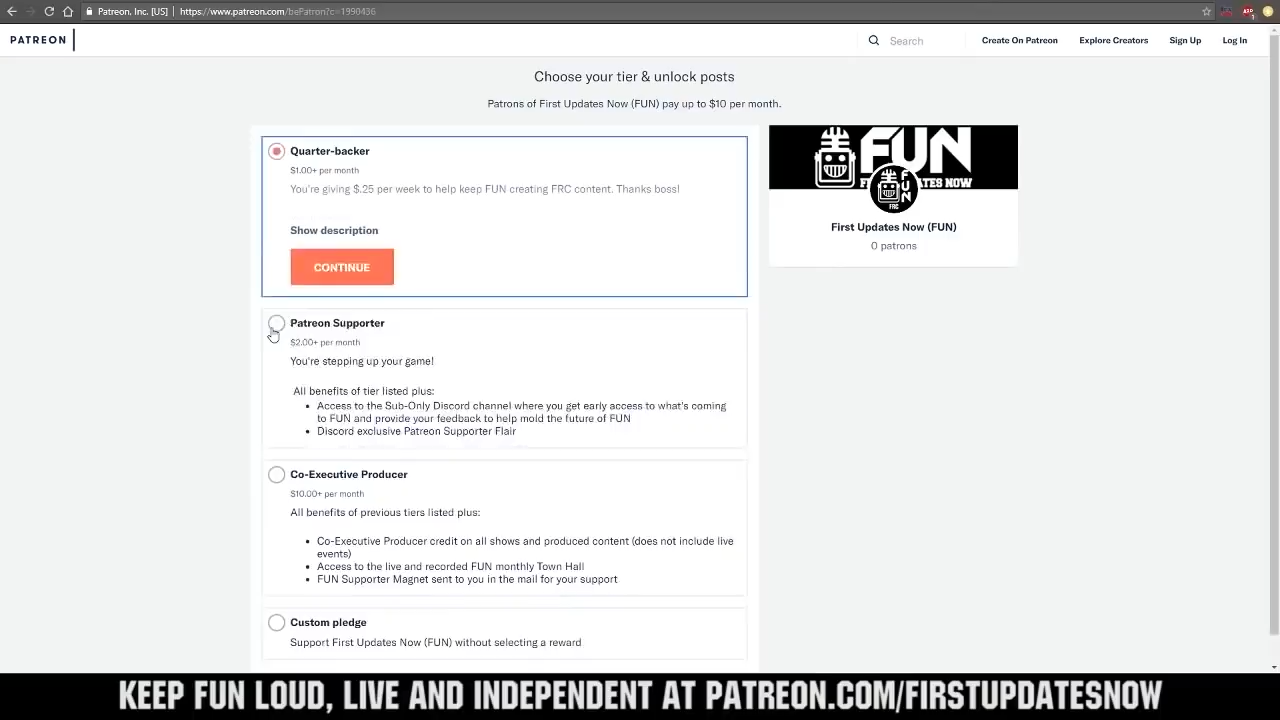 Patreon, Inc. [US] | https://www.patreon.com/bePatron?c=1990436
PATREON
Search
Create On Patreon
Explore Creators
Sign Up
Log In
Choose your tier & unlock posts
Patrons of First Updates Now (FUN) pay up to $10 per month.
Quarter-backer
$1.00+ per month
You're giving $.25 per week to help keep FUN creating FRC content. Thanks boss!
Show description
CONTINUE
Patreon Supporter
$2.00+ per month
You're stepping up your game!
All benefits of tier listed plus:
Access to the Sub-Only Discord channel where you get early access to what's coming
to FUN and provide your feedback to help mold the future of FUN
Discord exclusive Patreon Supporter Flair
Co-Executive Producer
$10.00+ per month
All benefits of previous tiers listed plus:
Co-Executive Producer credit on all shows and produced content (does not include live
events)
Access to the live and recorded FUN monthly Town Hall
FUN Supporter Magnet sent to you in the mail for your support
Custom pledge
Support First Updates Now (FUN) without selecting a reward
FUN
FUN
FRC
First Updates Now (FUN)
0 patrons
KEEP FUN LOUD, LIVE AND INDEPENDENT AT PATREON.COM/FIRSTUPDATESNOW